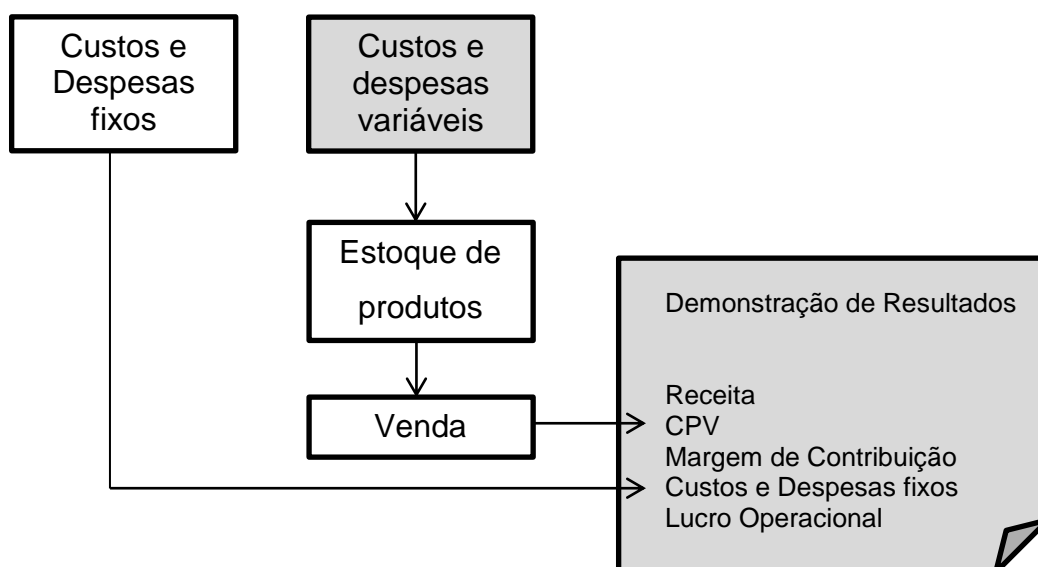 Custos e
Despesas
fixos
Custos e
despesas
variáveis
Estoque de
produtos
Venda
Demonstração de Resultados
Receita
CPV
Margem de Contribuição
Custos e Despesas fixos
Lucro Operacional